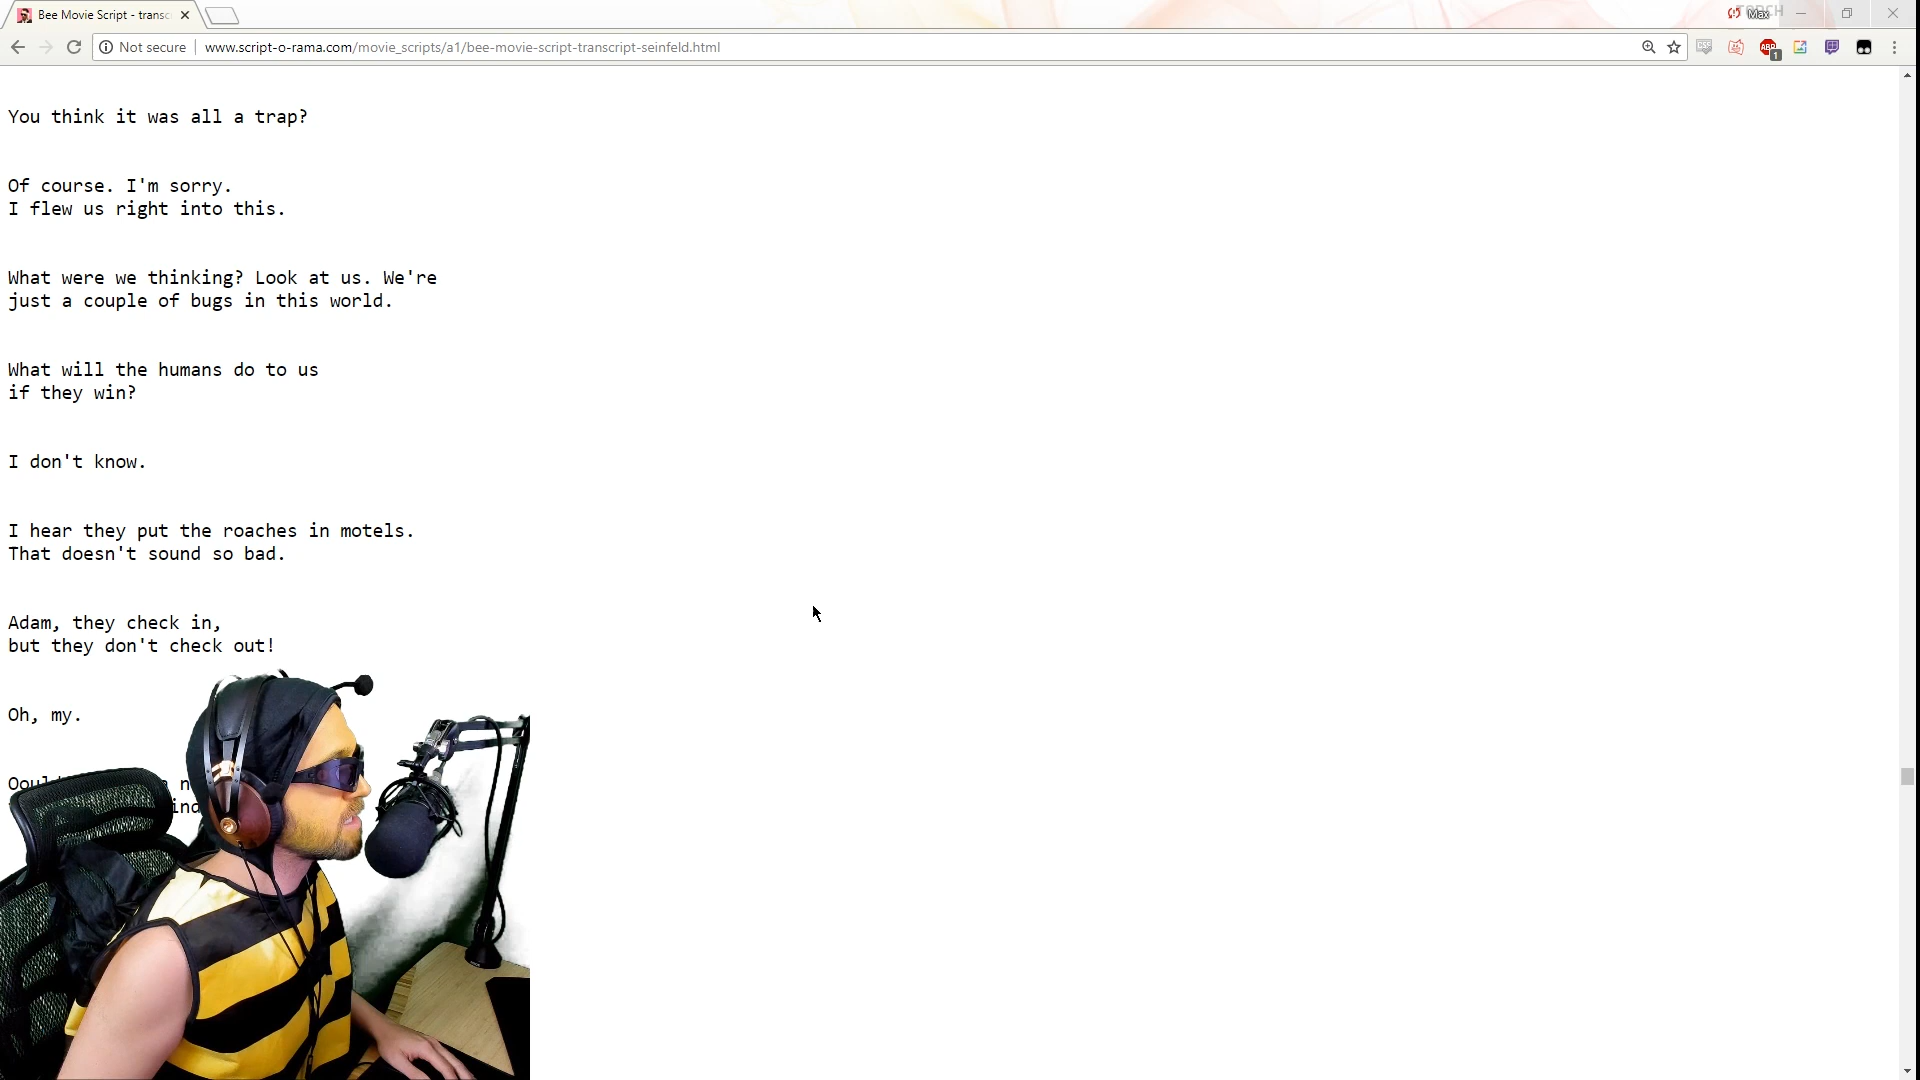 Bee Movie Script - transc
Max
Not secure
www.script-o-rama.com/movie_scripts/a1/bee-movie-script-transcript-seinfeld.html
ABP
1
You think it was all a trap?
Of course. I'm sorry.
I flew us right into this.
What were we thinking? Look at us. We're
just a couple of bugs in this world.
What will the humans do to us
if they win?
I don't know.
I hear they put the roaches in motels.
That doesn't sound so bad.
Adam, they check in,
but they don't check out!
Oh, my.